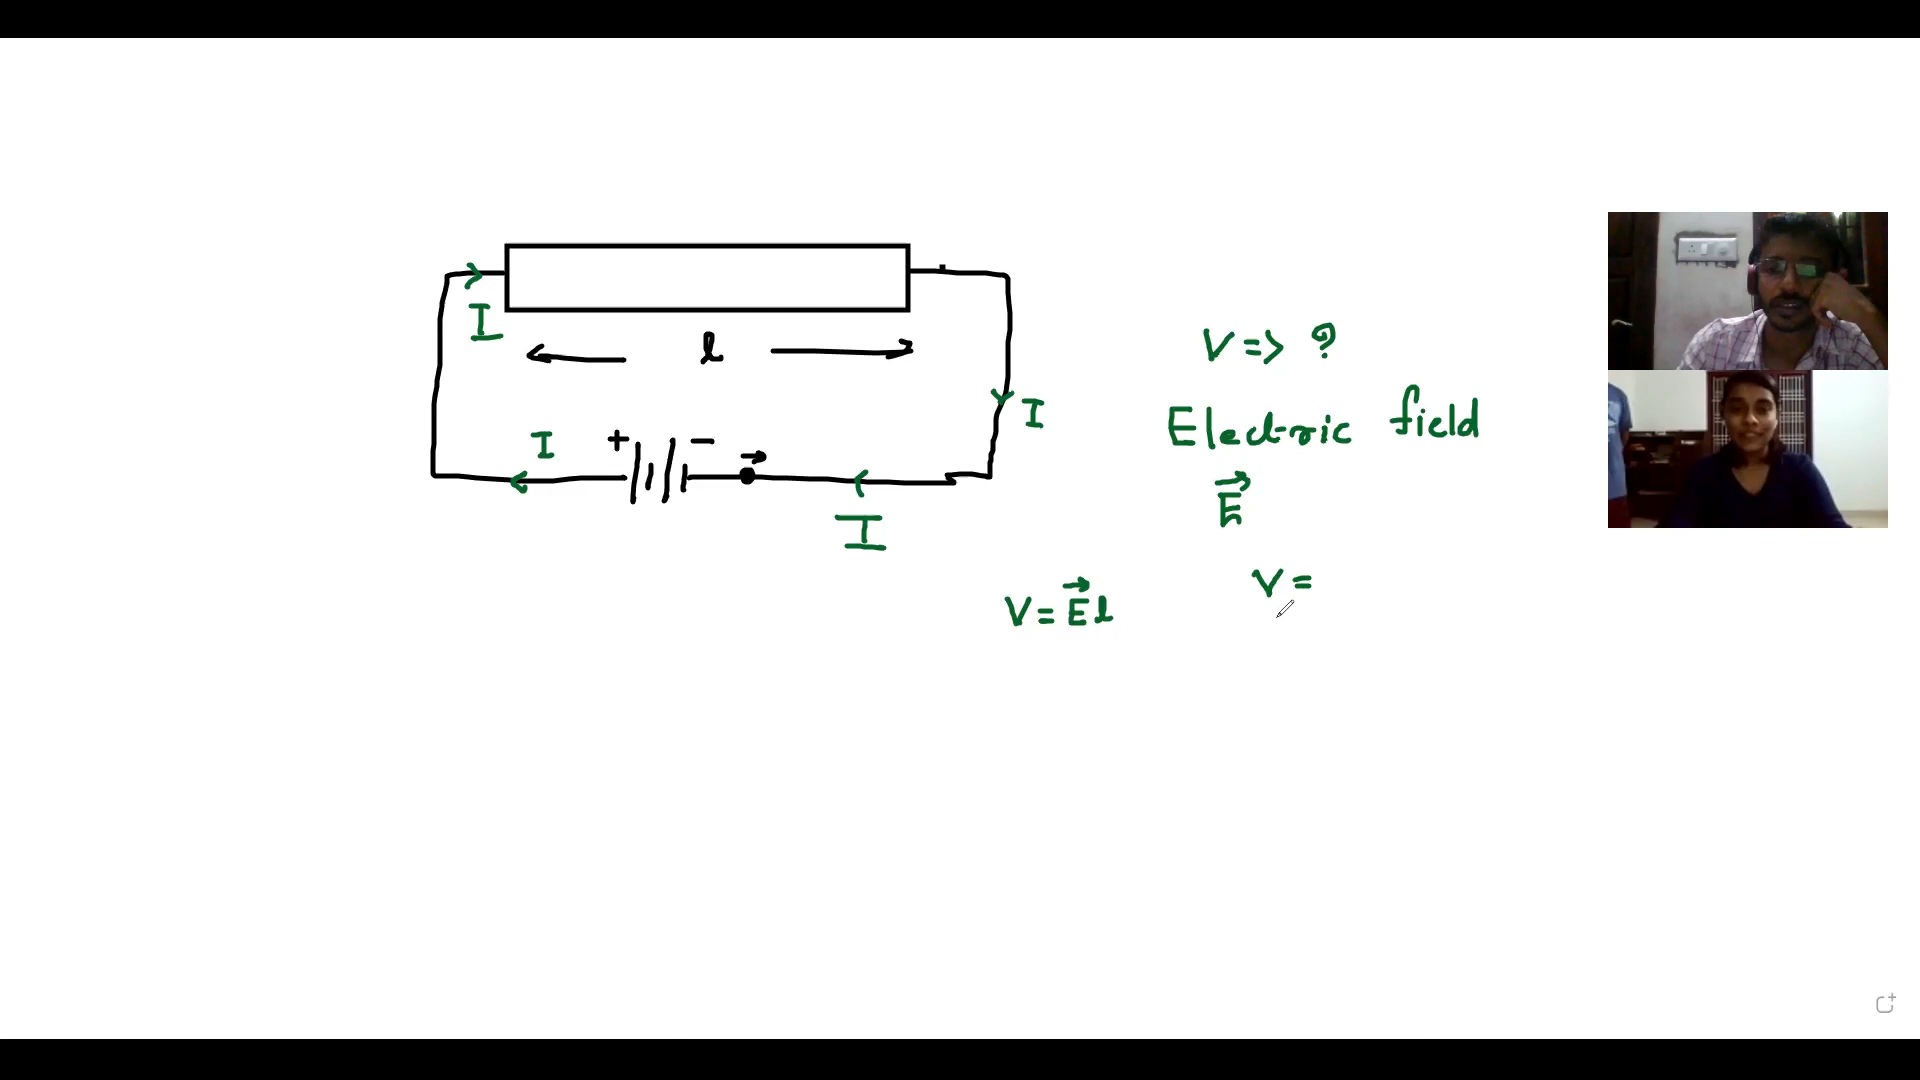 I
l
V => ?
I
Electric field
I
+
−
E⃗
I
V =
V = E⃗ l